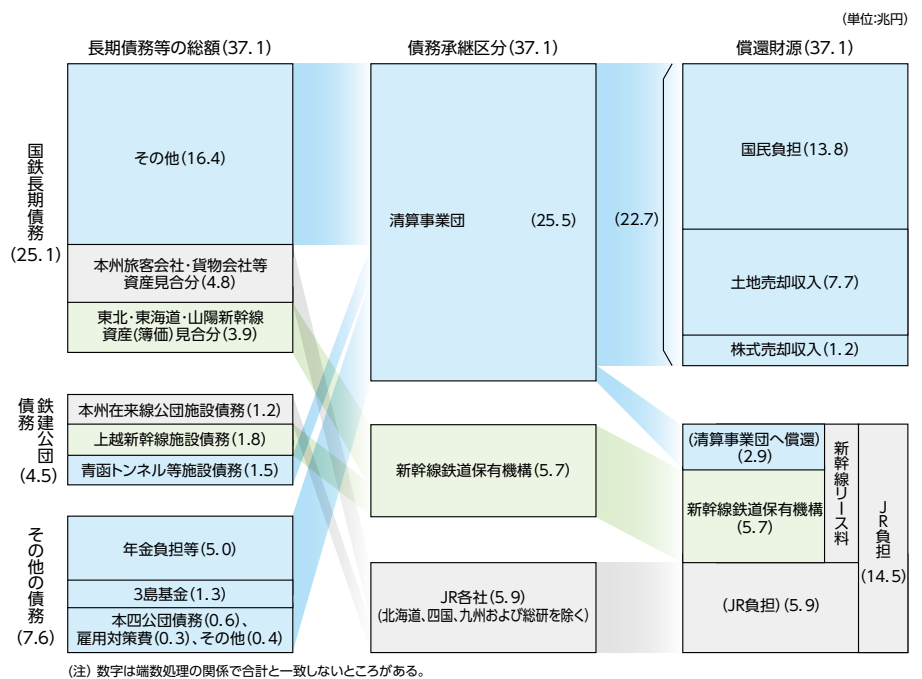 (単位:兆円)
長期債務等の総額(37.1)
債務承継区分(37.1)
償還財源(37.1)
国鉄長期債務
(25.1)
その他(16.4)
本州旅客会社・貨物会社等
資産見合分(4.8)
東北・東海道・山陽新幹線
資産(簿価)見合分(3.9)
鉄建公団
債務
(4.5)
本州在来線公団施設債務(1.2)
上越新幹線施設債務(1.8)
青函トンネル等施設債務(1.5)
その他の債務
(7.6)
年金負担等(5.0)
3島基金(1.3)
本四公団債務(0.6)、
雇用対策費(0.3)、その他(0.4)
清算事業団 (25.5)
(22.7)
新幹線鉄道保有機構(5.7)
JR各社(5.9)
(北海道、四国、九州および総研を除く)
国民負担(13.8)
土地売却収入(7.7)
株式売却収入(1.2)
(清算事業団へ償還)
(2.9)
新幹線鉄道保有機構
(5.7)
新幹線リース料
(JR負担)(5.9)
JR負担
(14.5)
(注) 数字は端数処理の関係で合計と一致しないところがある。